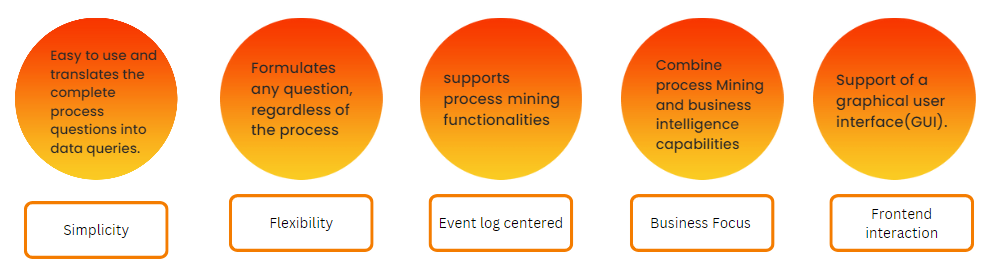 Easy to use and
translates the
complete
process
questions into
data queries.
Simplicity
Formulates
any question,
regardless of
the process
Flexibility
supports
process mining
functionalities
Event log centered
Combine
process Mining
and business
intelligence
capabilities
Business Focus
Support of a
graphical user
interface(GUI).
Frontend
interaction